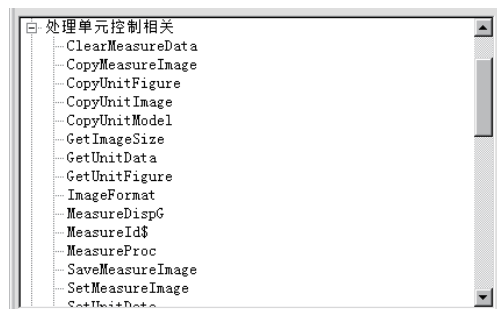 处理单元控制相关
ClearMeasureData
CopyMeasureImage
CopyUnitFigure
CopyUnitImage
CopyUnitModel
GetImageSize
GetUnitData
GetUnitFigure
ImageFormat
MeasureDispG
MeasureId$
MeasureProc
SaveMeasureImage
SetMeasureImage
SetUnitData